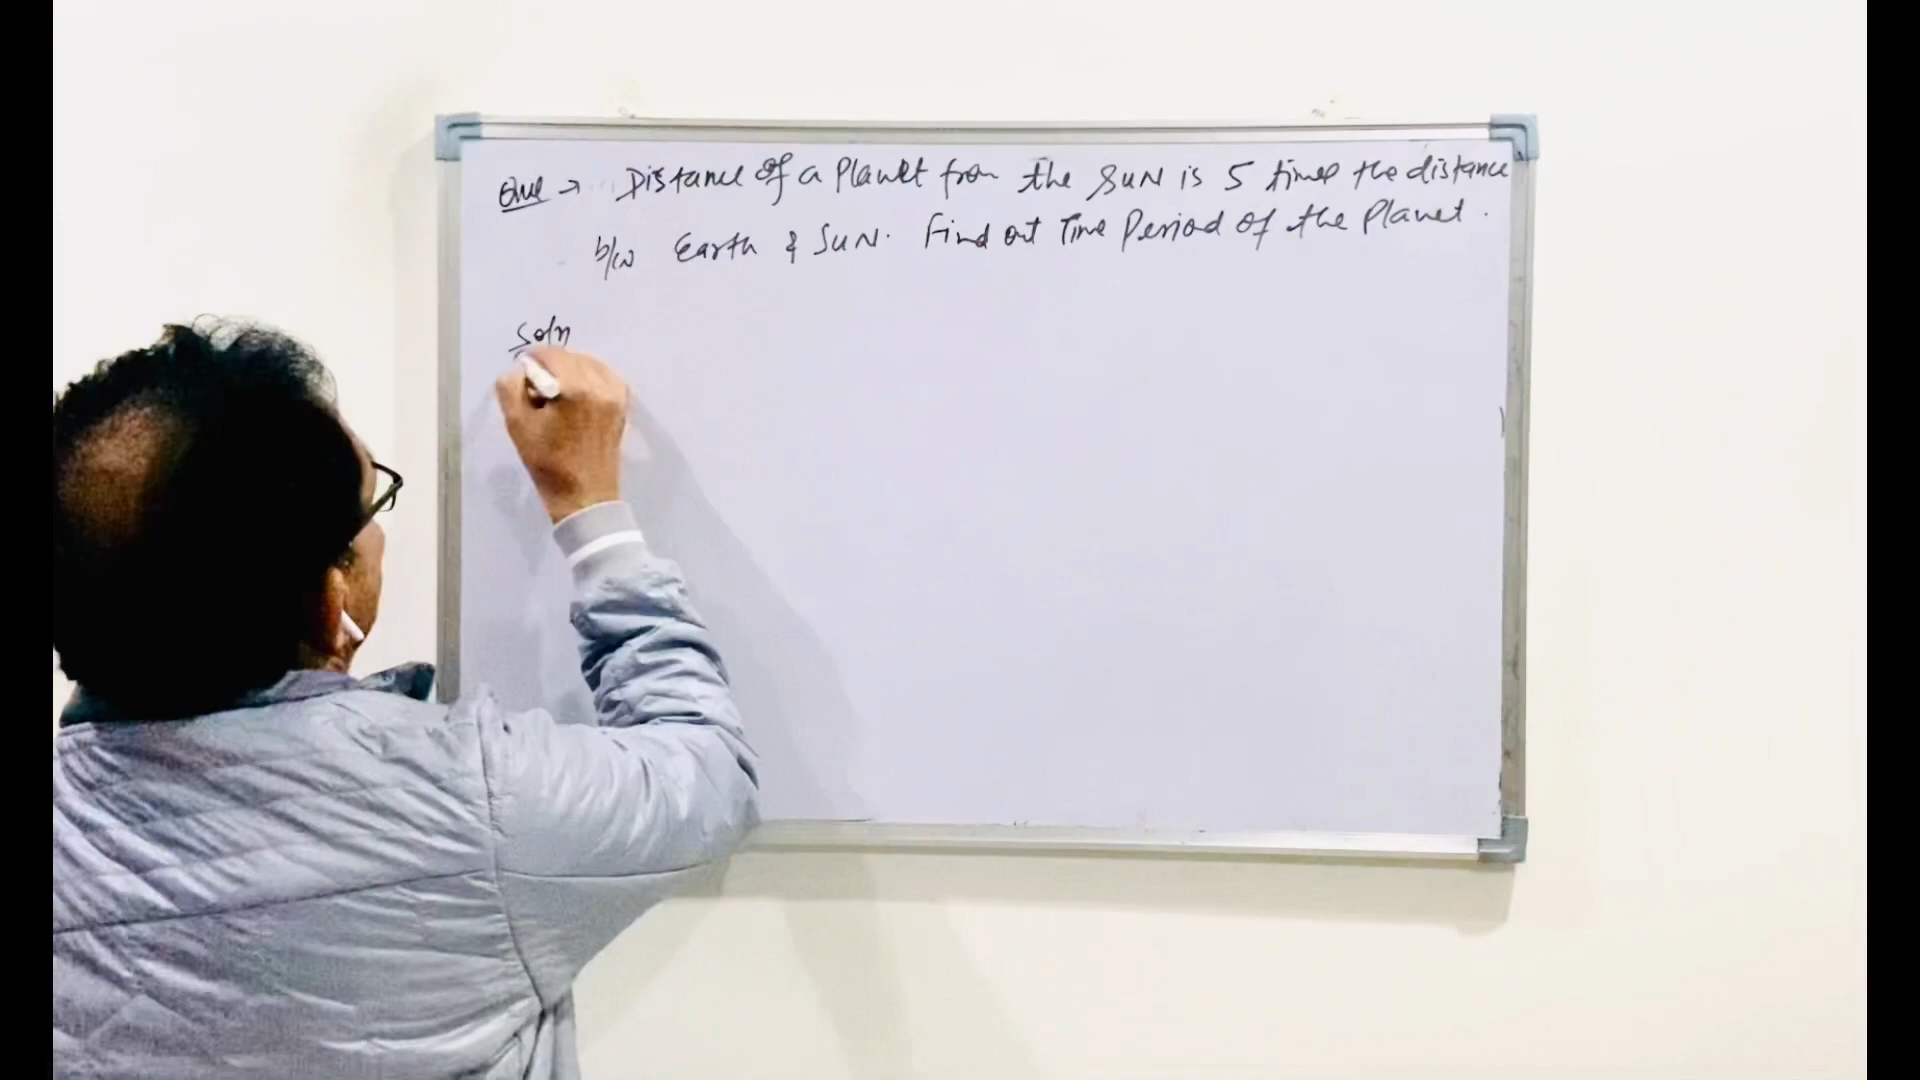 Que → Distance of a Planet from the SUN is 5 times the distance
b/w Earth & SUN. Find out Time Period of the Planet.
Soln